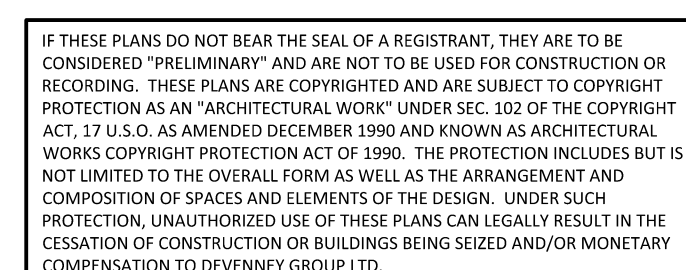 IF THESE PLANS DO NOT BEAR THE SEAL OF A REGISTRANT, THEY ARE TO BE
CONSIDERED "PRELIMINARY" AND ARE NOT TO BE USED FOR CONSTRUCTION OR
RECORDING.  THESE PLANS ARE COPYRIGHTED AND ARE SUBJECT TO COPYRIGHT
PROTECTION AS AN "ARCHITECTURAL WORK" UNDER SEC. 102 OF THE COPYRIGHT
ACT, 17 U.S.O. AS AMENDED DECEMBER 1990 AND KNOWN AS ARCHITECTURAL
WORKS COPYRIGHT PROTECTION ACT OF 1990.  THE PROTECTION INCLUDES BUT IS
NOT LIMITED TO THE OVERALL FORM AS WELL AS THE ARRANGEMENT AND
COMPOSITION OF SPACES AND ELEMENTS OF THE DESIGN.  UNDER SUCH
PROTECTION, UNAUTHORIZED USE OF THESE PLANS CAN LEGALLY RESULT IN THE
CESSATION OF CONSTRUCTION OR BUILDINGS BEING SEIZED AND/OR MONETARY
COMPENSATION TO DEVENNEY GROUP LTD.